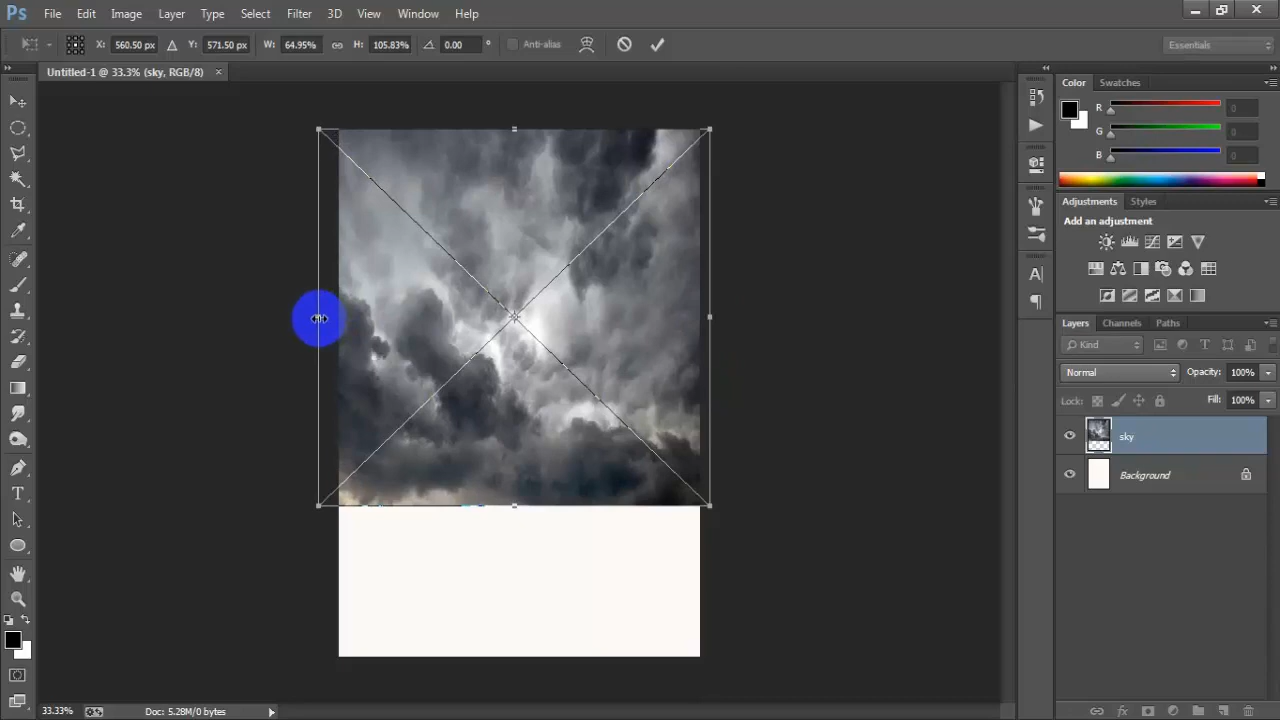 Ps File Edit Image Layer Type Select Filter 3D View Window Help
X: 560.50 px Y: 571.50 px W: 64.95% H: 105.83% 0.00 ° Anti-alias Essentials
Untitled-1 @ 33.3% (sky, RGB/8) ×
Color Swatches
R 0
G 0
B 0
Adjustments Styles
Add an adjustment
Layers Channels Paths
Kind
Normal Opacity: 100%
Lock: Fill: 100%
sky
Background
33.33% Doc: 5.28M/0 bytes